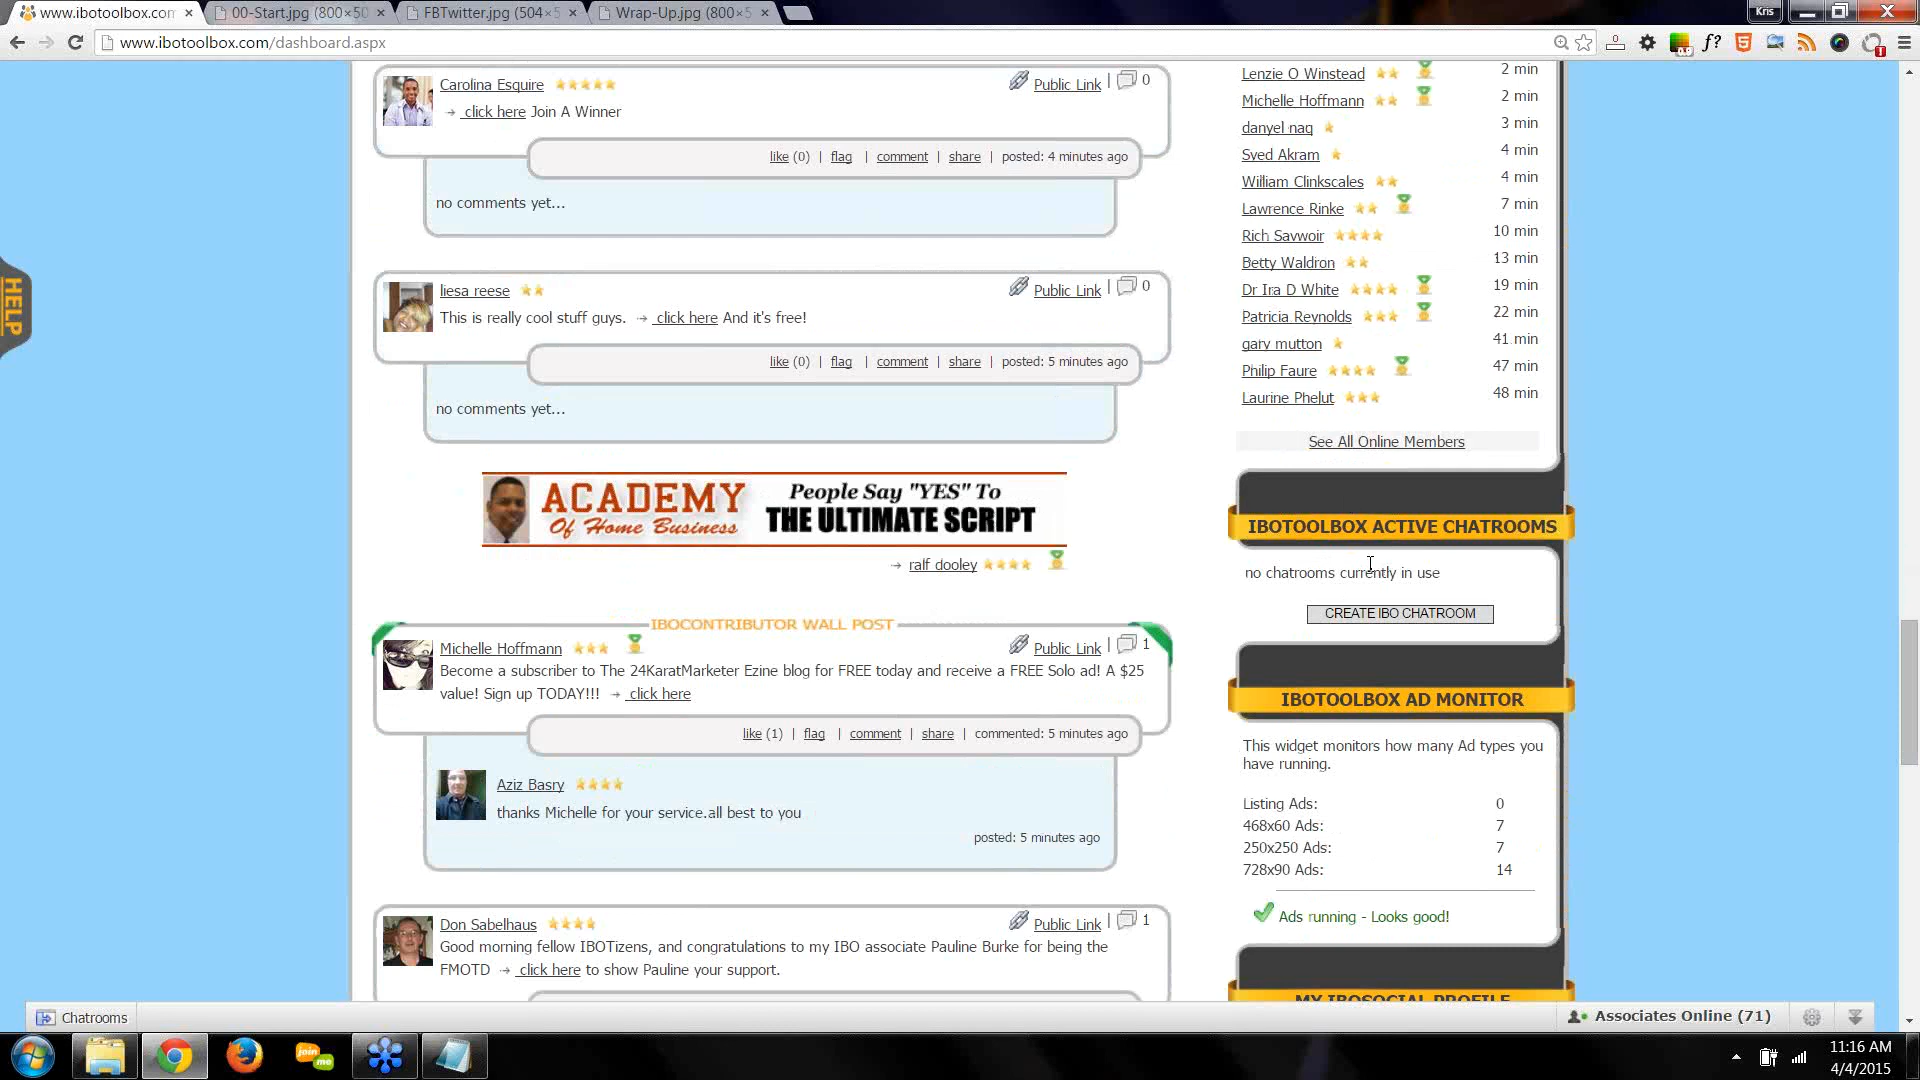 www.ibotoolbox.com
00-Start.jpg (800×50
FBTwitter.jpg (504×5
Wrap-Up.jpg (800×5
Kris
www.ibotoolbox.com/dashboard.aspx
HELP
Carolina Esquire
Public Link | 0
→ click here Join A Winner
like (0) | flag | comment | share | posted: 4 minutes ago
no comments yet...
liesa reese
Public Link | 0
This is really cool stuff guys. → click here And it's free!
like (0) | flag | comment | share | posted: 5 minutes ago
no comments yet...
ACADEMY
Of Home Business
People Say "YES" To
THE ULTIMATE SCRIPT
→ ralf dooley
IBOCONTRIBUTOR WALL POST
Michelle Hoffmann
Public Link | 1
Become a subscriber to The 24KaratMarketer Ezine blog for FREE today and receive a FREE Solo ad! A $25
value! Sign up TODAY!!! → click here
like (1) | flag | comment | share | commented: 5 minutes ago
Aziz Basry
thanks Michelle for your service.all best to you
posted: 5 minutes ago
Don Sabelhaus
Public Link | 1
Good morning fellow IBOTizens, and congratulations to my IBO associate Pauline Burke for being the
FMOTD → click here to show Pauline your support.
Lenzie O Winstead 2 min
Michelle Hoffmann 2 min
danyel naq 3 min
Syed Akram 4 min
William Clinkscales 4 min
Lawrence Rinke 7 min
Rich Savwoir 10 min
Betty Waldron 13 min
Dr Ira D White 19 min
Patricia Reynolds 22 min
gary mutton 41 min
Philip Faure 47 min
Laurine Phelut 48 min
See All Online Members
IBOTOOLBOX ACTIVE CHATROOMS
no chatrooms currently in use
CREATE IBO CHATROOM
IBOTOOLBOX AD MONITOR
This widget monitors how many Ad types you
have running.
Listing Ads: 0
468x60 Ads: 7
250x250 Ads: 7
728x90 Ads: 14
Ads running - Looks good!
MY IBOSOCIAL PROFILE
Chatrooms
Associates Online (71)
join me
11:16 AM
4/4/2015